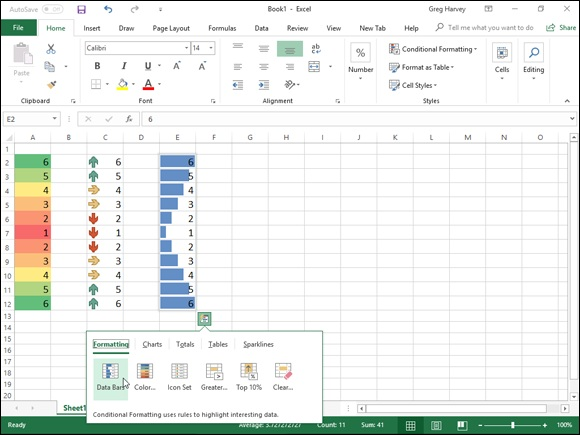 AutoSave Off Book1 - Excel Greg Harvey
File Home Insert Page Layout Formulas Data Review View New Tab Help Tell me what you want to do Share
Paste Calibri 14 Conditional Formatting
B I U A A % Number Format as Table Cells Editing
A Cell Styles
Clipboard Font Alignment Styles
E2 fx 6
A B C D E F G H I J K L M N O
1
2 6 6 6
3 5 5 5
4 4 4 4
5 3 3 3
6 2 2 2
7 1 1 1
8 2 2 2
9 3 3 3
10 4 4 4
11 5 5 5
12 6 6 6
13
14
15 Formatting Charts Totals Tables Sparklines
16
17
18 Data Bars Color... Icon Set Greater... Top 10% Clear...
19
20 Conditional Formatting uses rules to highlight interesting data.
Sheet1
Ready Average: 3.727272727 Count: 11 Sum: 41 100%